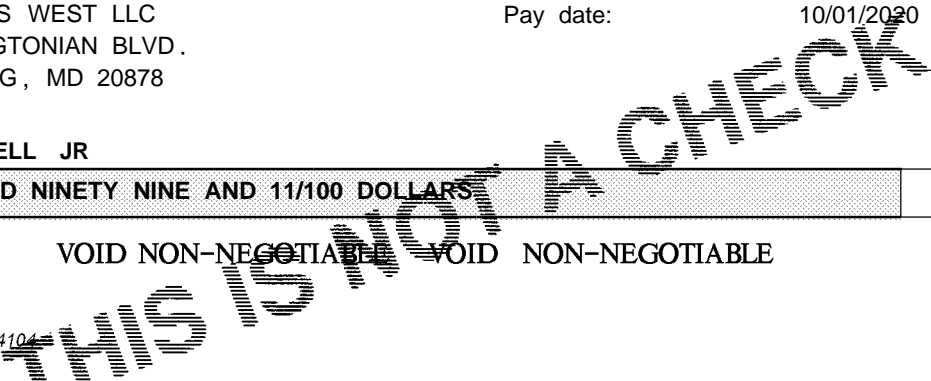 S WEST LLC Pay date: 10/01/2020
GTONIAN BLVD.
G, MD 20878
ELL JR
D NINETY NINE AND 11/100 DOLLARS
VOID NON-NEGOTIABLE VOID NON-NEGOTIABLE
4104
THIS IS NOT A CHECK